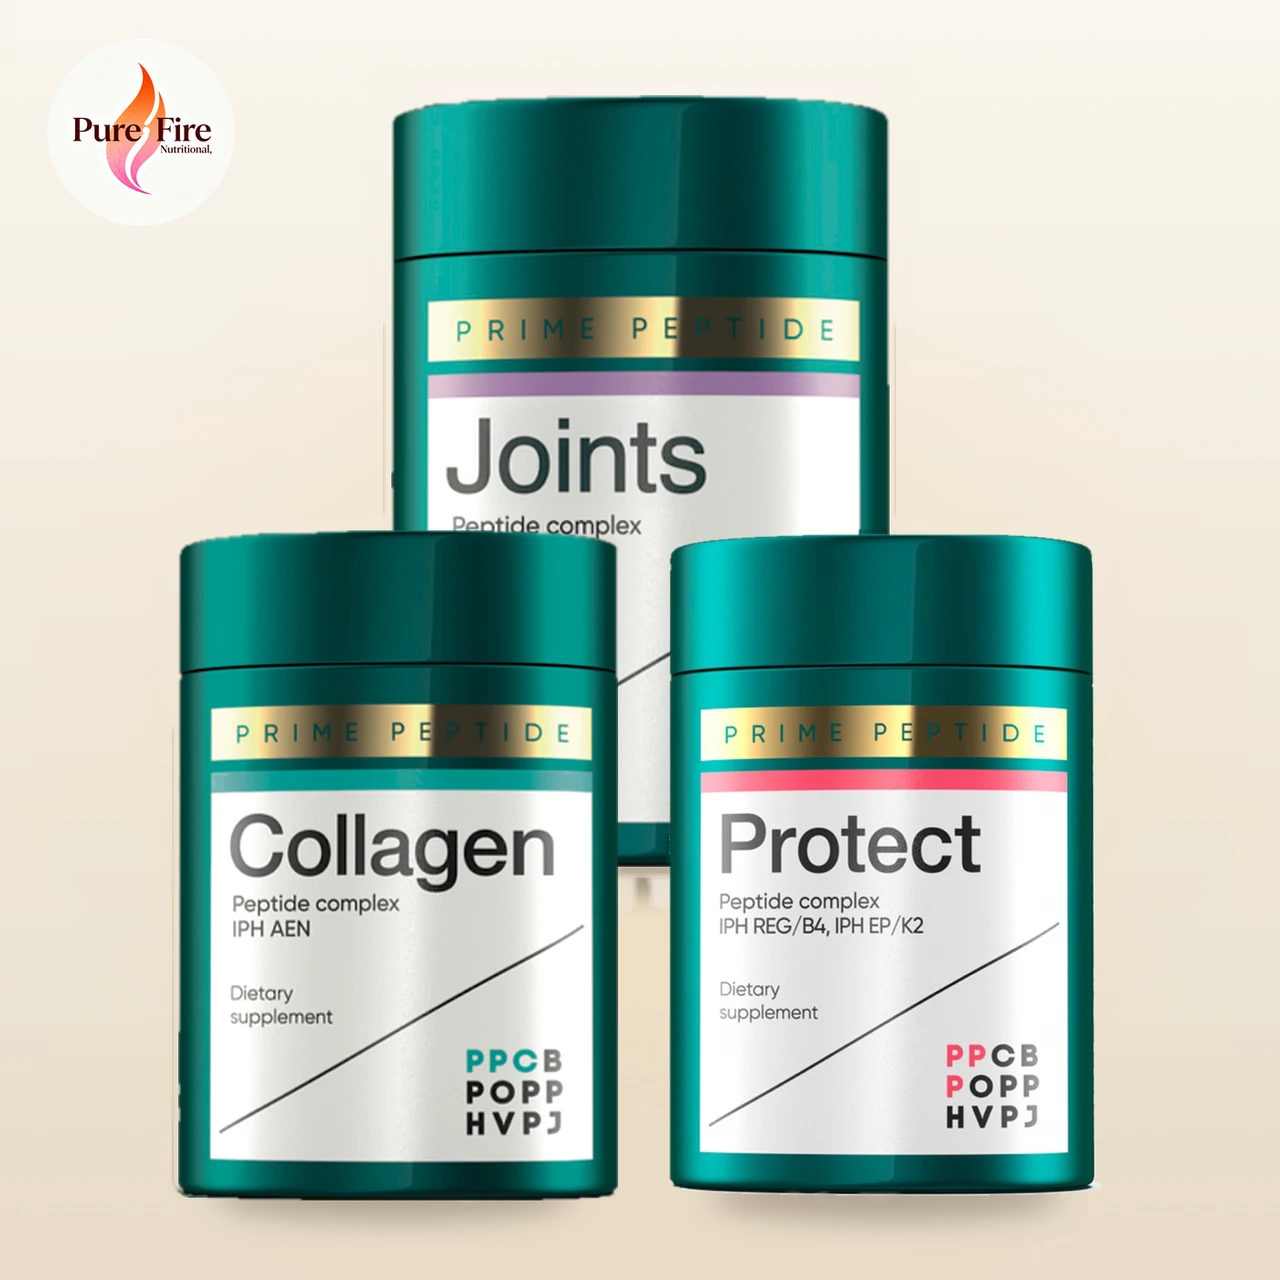 Pure Fire
Nutritional,
PRIME PEPTIDE
Joints
Peptide complex
PRIME PEPTIDE
Collagen
Peptide complex
IPH AEN
Dietary
supplement
PPCB
POPP
HVPJ
PRIME PEPTIDE
Protect
Peptide complex
IPH REG/B4, IPH EP/K2
Dietary
supplement
PPCB
POPP
HVPJ